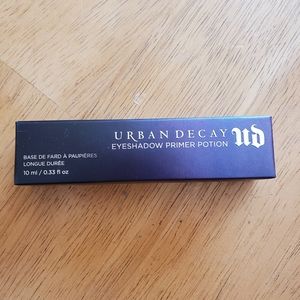 URBAN DECAY
EYESHADOW PRIMER POTION
UD
BASE DE FARD À PAUPIÈRES
LONGUE DURÉE
10 ml / 0.33 fl oz